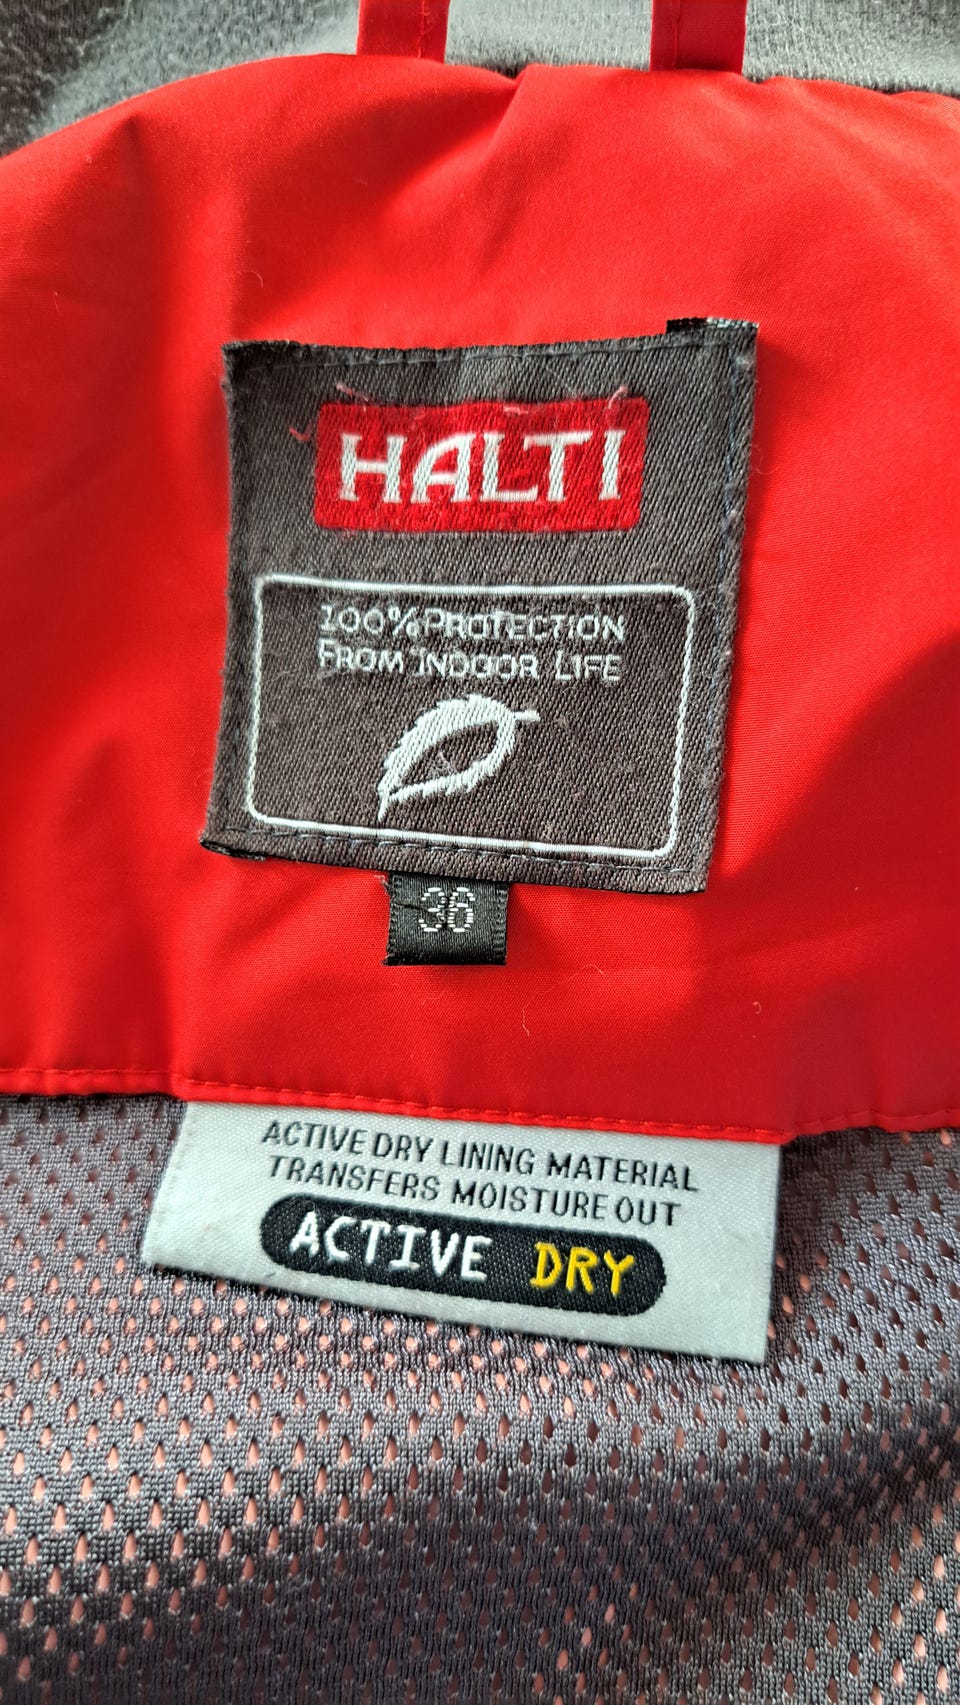 HALTI
100% PROTECTION
FROM INDOOR LIFE
36
ACTIVE DRY LINING MATERIAL
TRANSFERS MOISTURE OUT
ACTIVE DRY